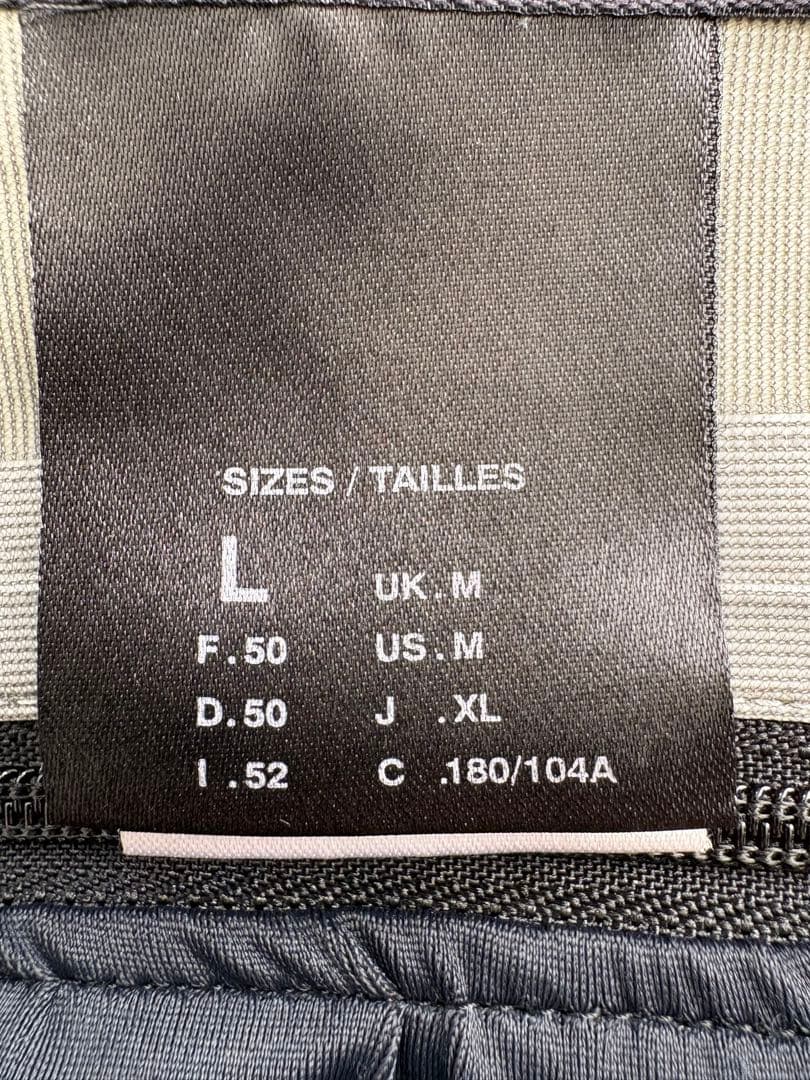 SIZES / TAILLES
L UK.M
F.50 US.M
D.50 J .XL
I .52 C .180/104A